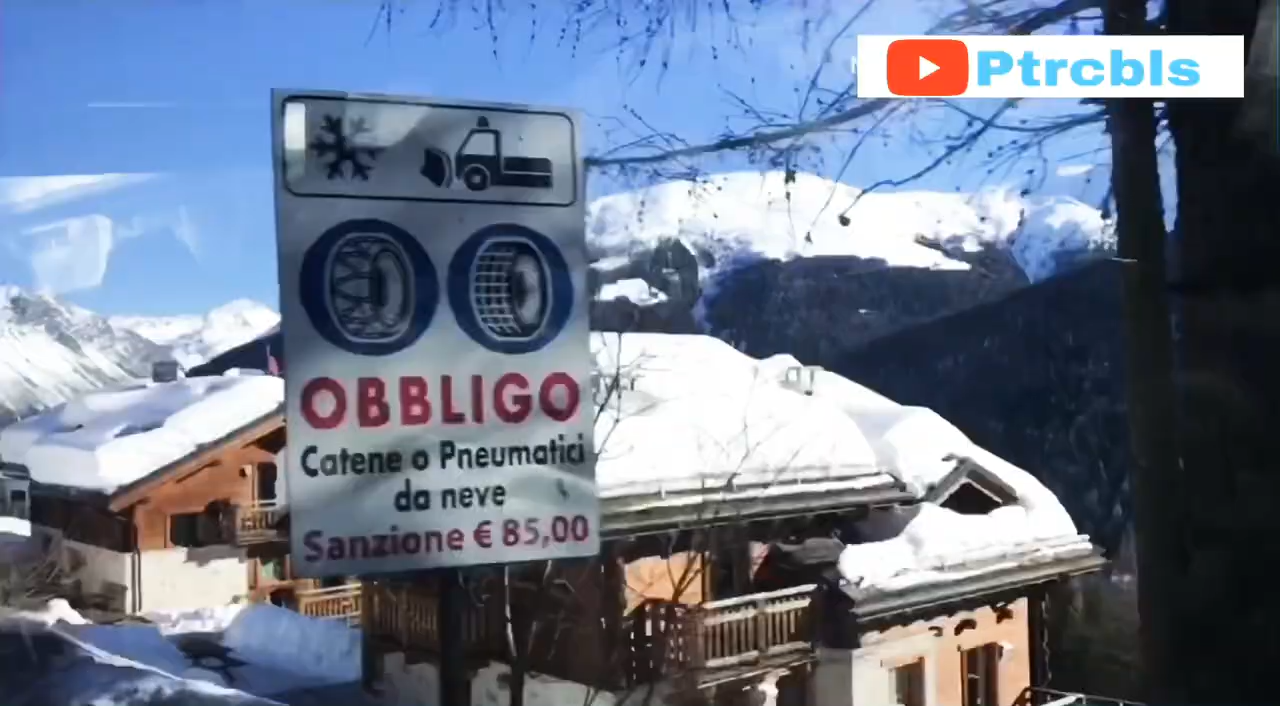 Ptrcbls
OBBLIGO
Catene o Pneumatici
da neve
Sanzione € 85,00